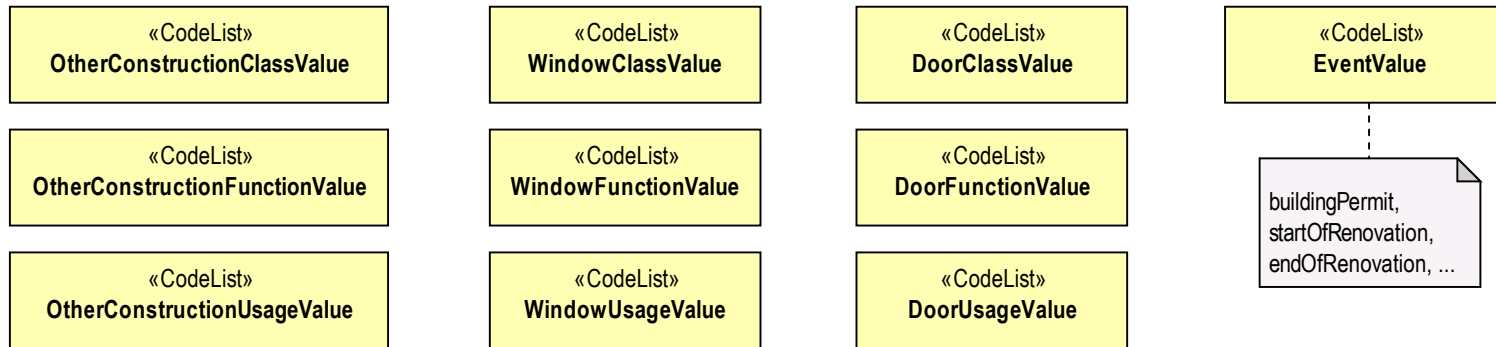 «CodeList»
OtherConstructionClassValue
«CodeList»
WindowClassValue
«CodeList»
DoorClassValue
«CodeList»
EventValue
«CodeList»
OtherConstructionFunctionValue
«CodeList»
WindowFunctionValue
«CodeList»
DoorFunctionValue
buildingPermit,
startOfRenovation,
endOfRenovation, ...
«CodeList»
OtherConstructionUsageValue
«CodeList»
WindowUsageValue
«CodeList»
DoorUsageValue